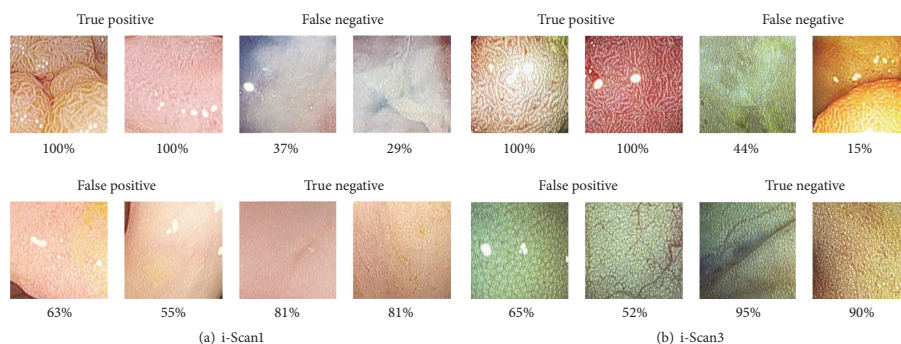 True positive False negative True positive False negative
100% 100% 37% 29% 100% 100% 44% 15%
False positive True negative False positive True negative
63% 55% 81% 81% 65% 52% 95% 90%
(a) i-Scan1 (b) i-Scan3